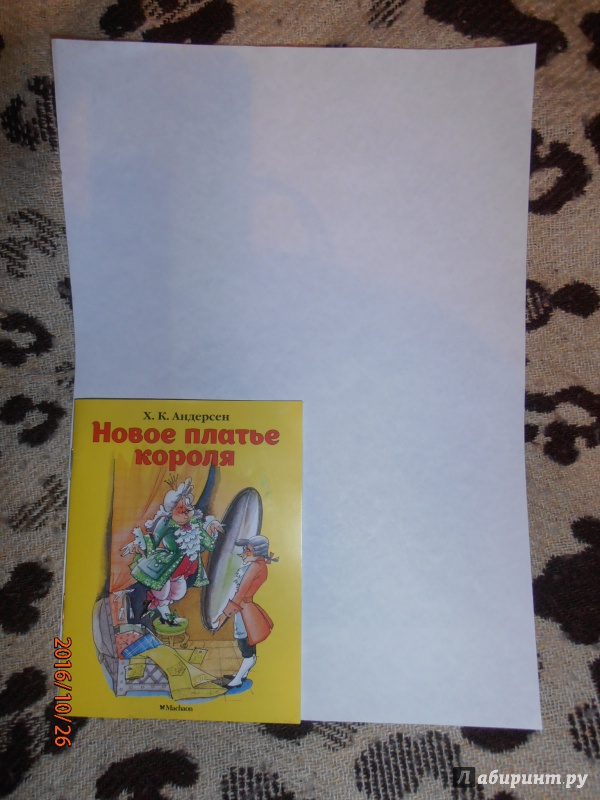 Х. К. Андерсен
Новое платье
короля
Machaon
2016/10/26
Лабиринт.ру